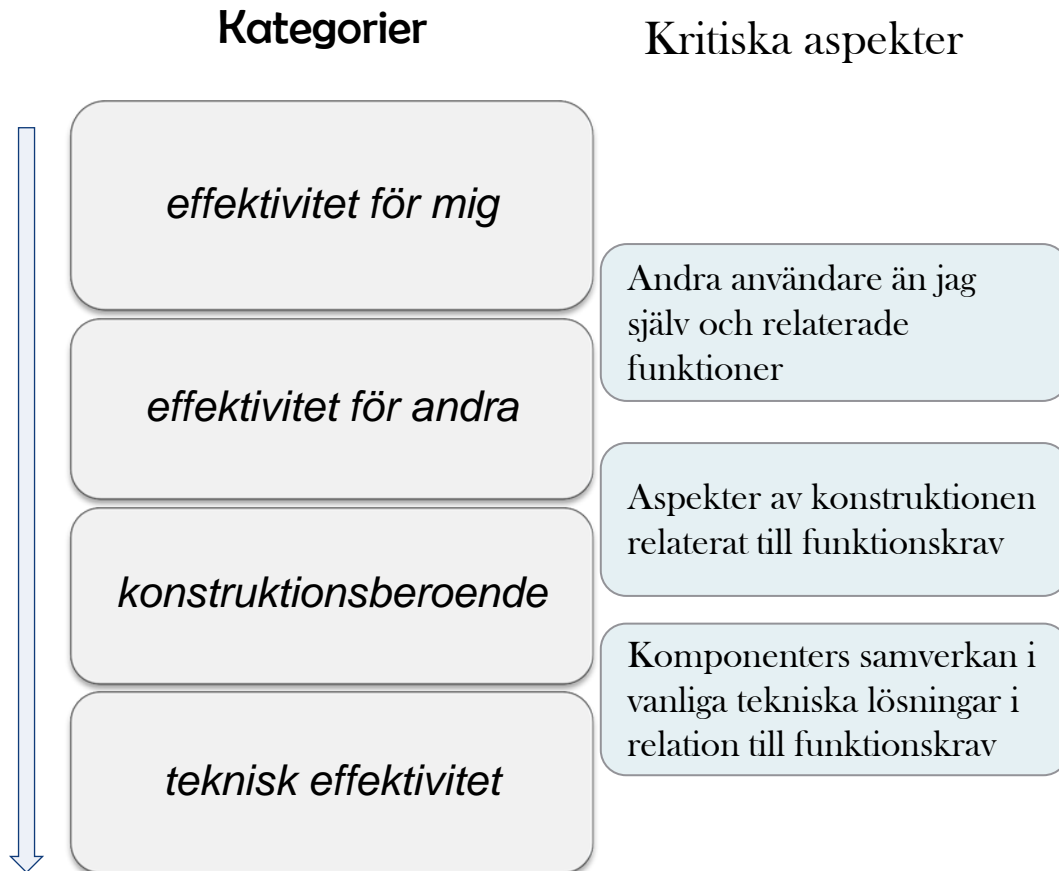 Kategorier
Kritiska aspekter
effektivitet för mig
Andra användare än jag
själv och relaterade
funktioner
effektivitet för andra
Aspekter av konstruktionen
relaterat till funktionskrav
konstruktionsberoende
Komponenters samverkan i
vanliga tekniska lösningar i
relation till funktionskrav
teknisk effektivitet